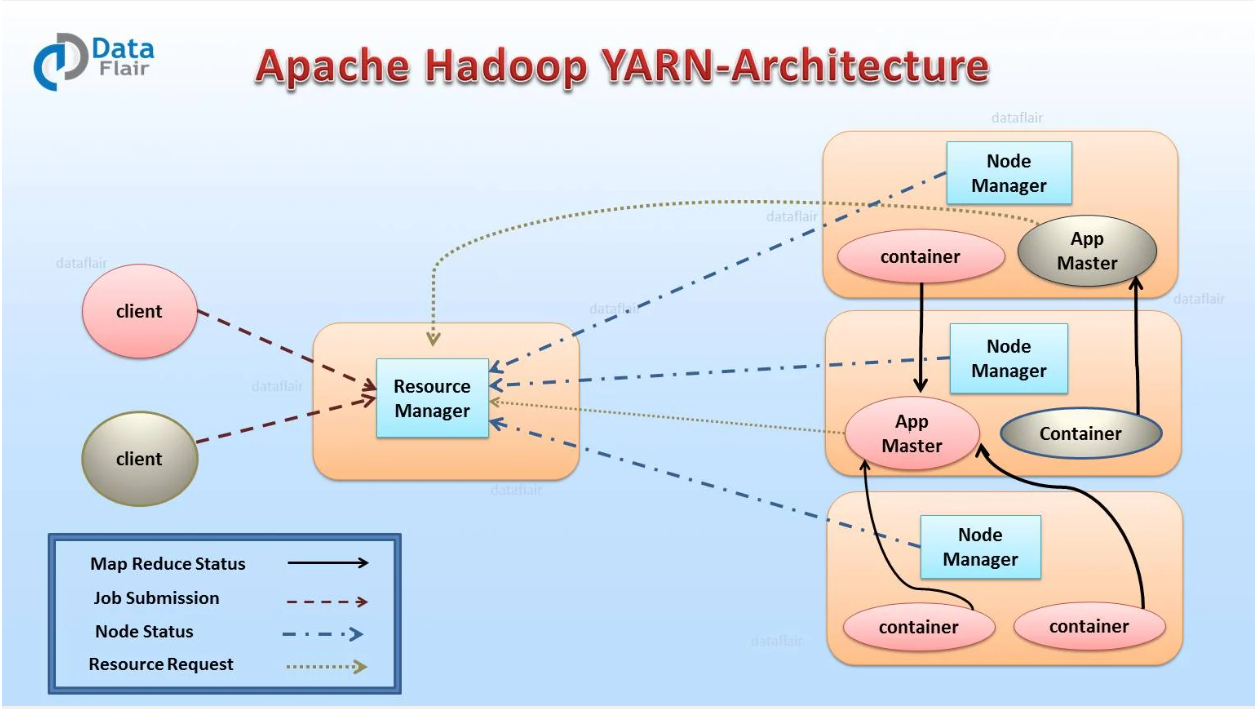 Data
Flair
Apache Hadoop YARN-Architecture
dataflair
Node
Manager
dataflair
container
App
Master
dataflair
client
dataflair
dataflair
Resource
Manager
Node
Manager
dataflair
client
App
Master
Container
dataflair
Node
Manager
container
container
dataflair
Map Reduce Status
Job Submission
Node Status
Resource Request